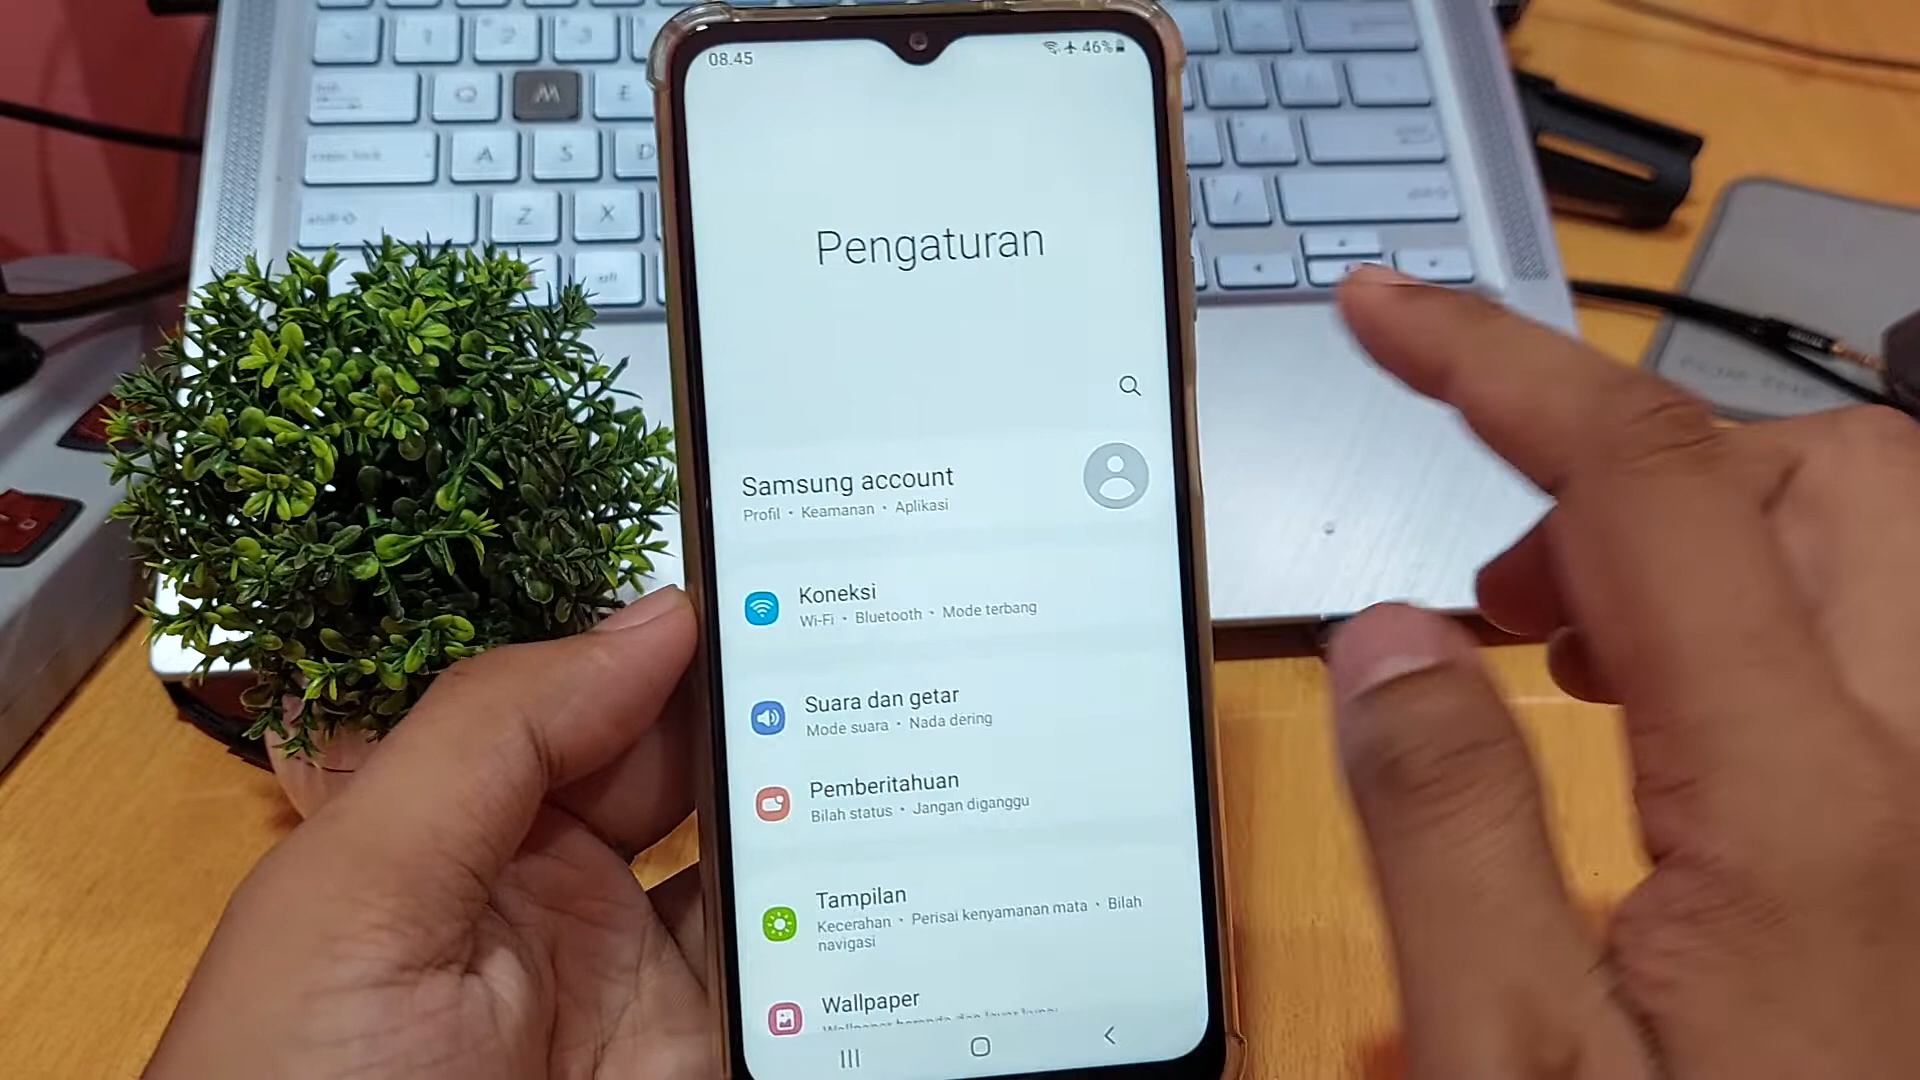 08.45
46%
Pengaturan
Samsung account
Profil • Keamanan • Aplikasi
Koneksi
Wi-Fi • Bluetooth • Mode terbang
Suara dan getar
Mode suara • Nada dering
Pemberitahuan
Bilah status • Jangan diganggu
Tampilan
Kecerahan • Perisai kenyamanan mata • Bilah
navigasi
Wallpaper
Q W E
A S D
Z X